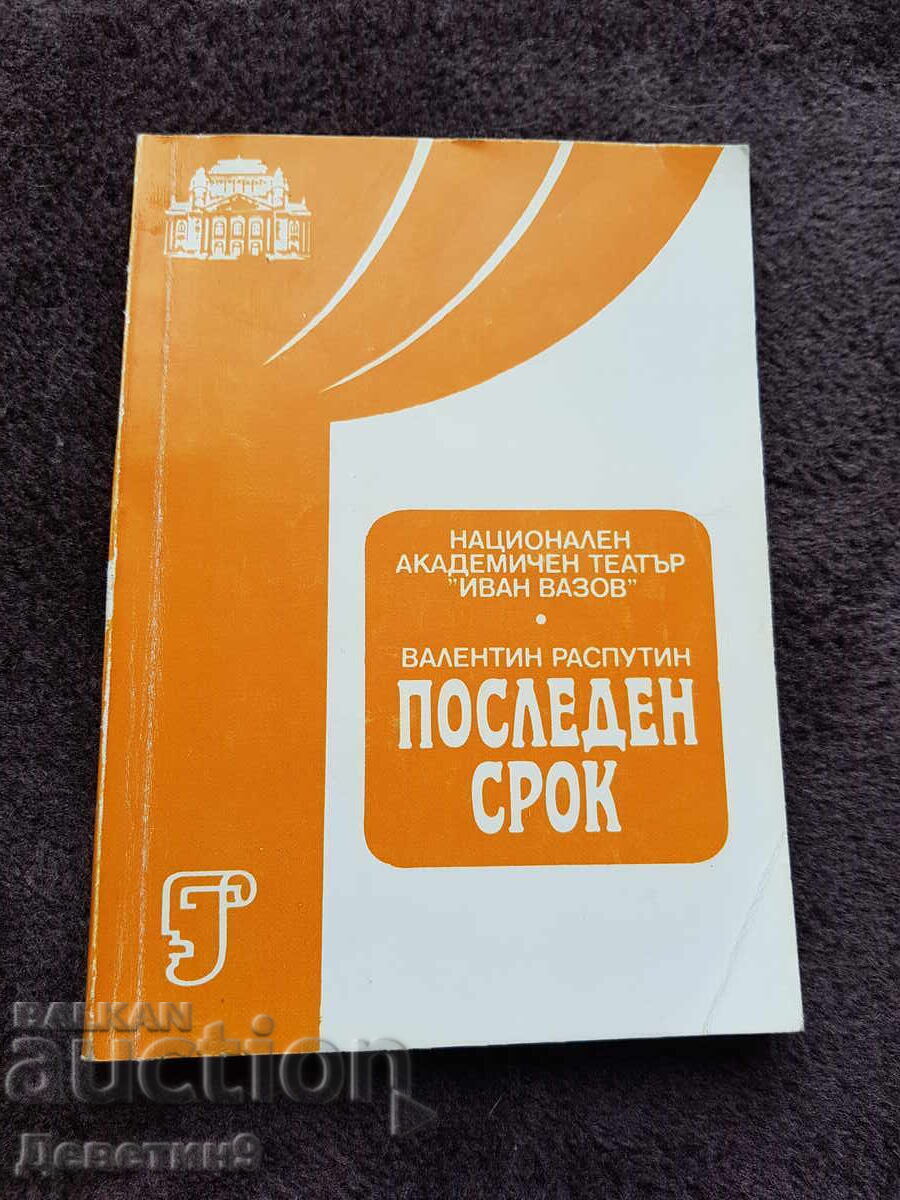 НАЦИОНАЛЕН
АКАДЕМИЧЕН ТЕАТЪР
"ИВАН ВАЗОВ"
•
ВАЛЕНТИН РАСПУТИН
ПОСЛЕДЕН
СРОК
BALKAN
auction
Деветин9